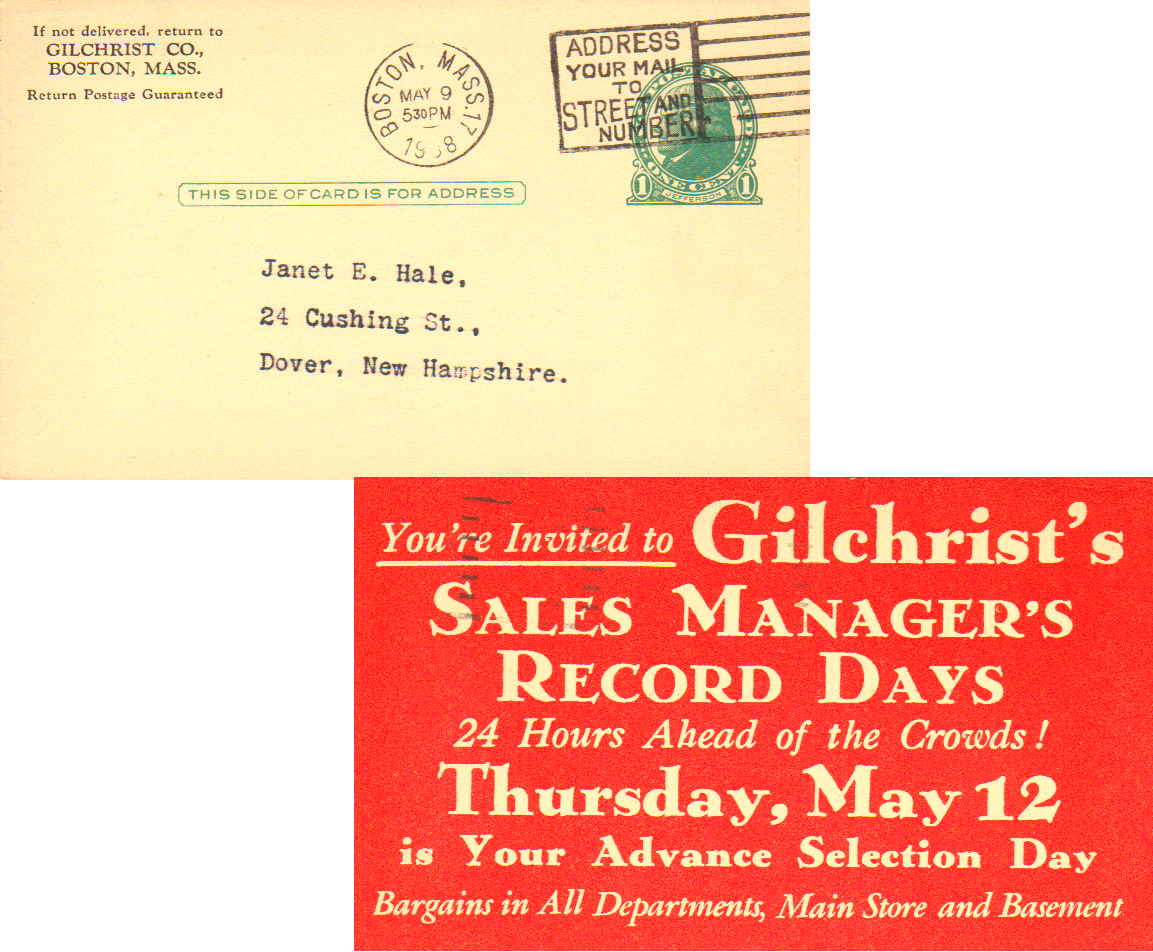 If not delivered, return to
GILCHRIST CO.,
BOSTON, MASS.
Return Postage Guaranteed
BOSTON, MASS. 17
MAY 9
530PM
1938
ADDRESS
YOUR MAIL
TO
STREET AND
NUMBER
ONE CENT
1 1
JEFFERSON
THIS SIDE OF CARD IS FOR ADDRESS
Janet E. Hale,
24 Cushing St.,
Dover, New Hampshire.
You're Invited to Gilchrist's
SALES MANAGER'S
RECORD DAYS
24 Hours Ahead of the Crowds!
Thursday, May 12
is Your Advance Selection Day
Bargains in All Departments, Main Store and Basement